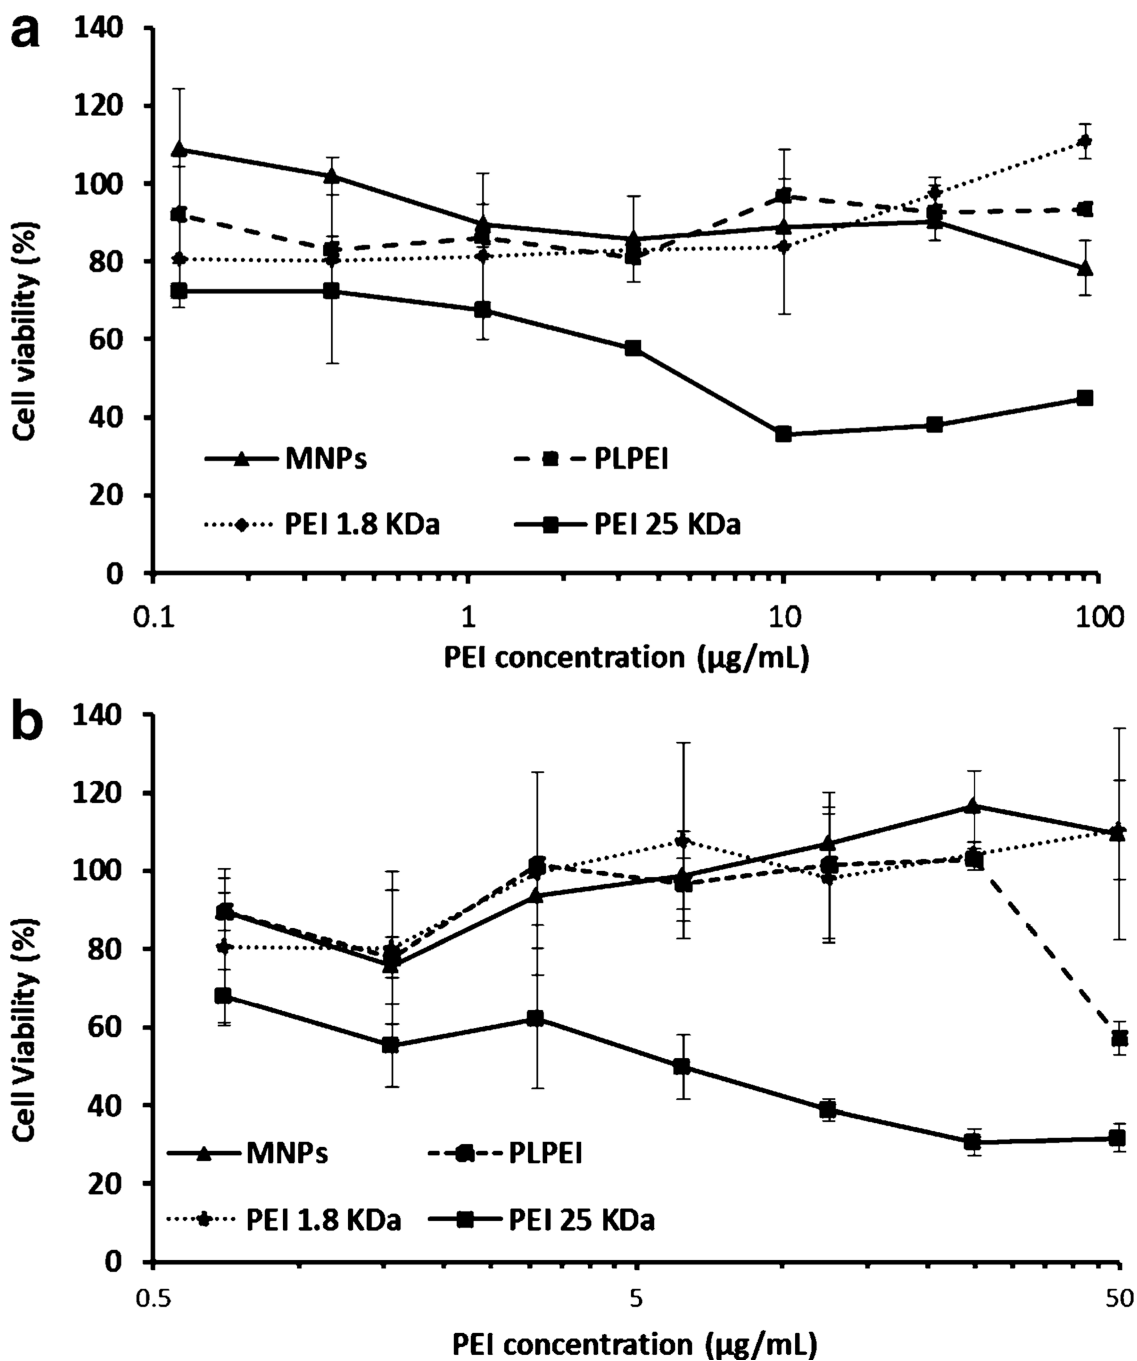 a
140
120
100
80
60
40
20
0
Cell viability (%)
MNPs
PLPEI
PEI 1.8 KDa
PEI 25 KDa
0.1 1 10 100
PEI concentration (µg/mL)
b
140
120
100
80
60
40
20
0
Cell Viability (%)
MNPs
PLPEI
PEI 1.8 KDa
PEI 25 KDa
0.5 5 50
PEI concentration (µg/mL)